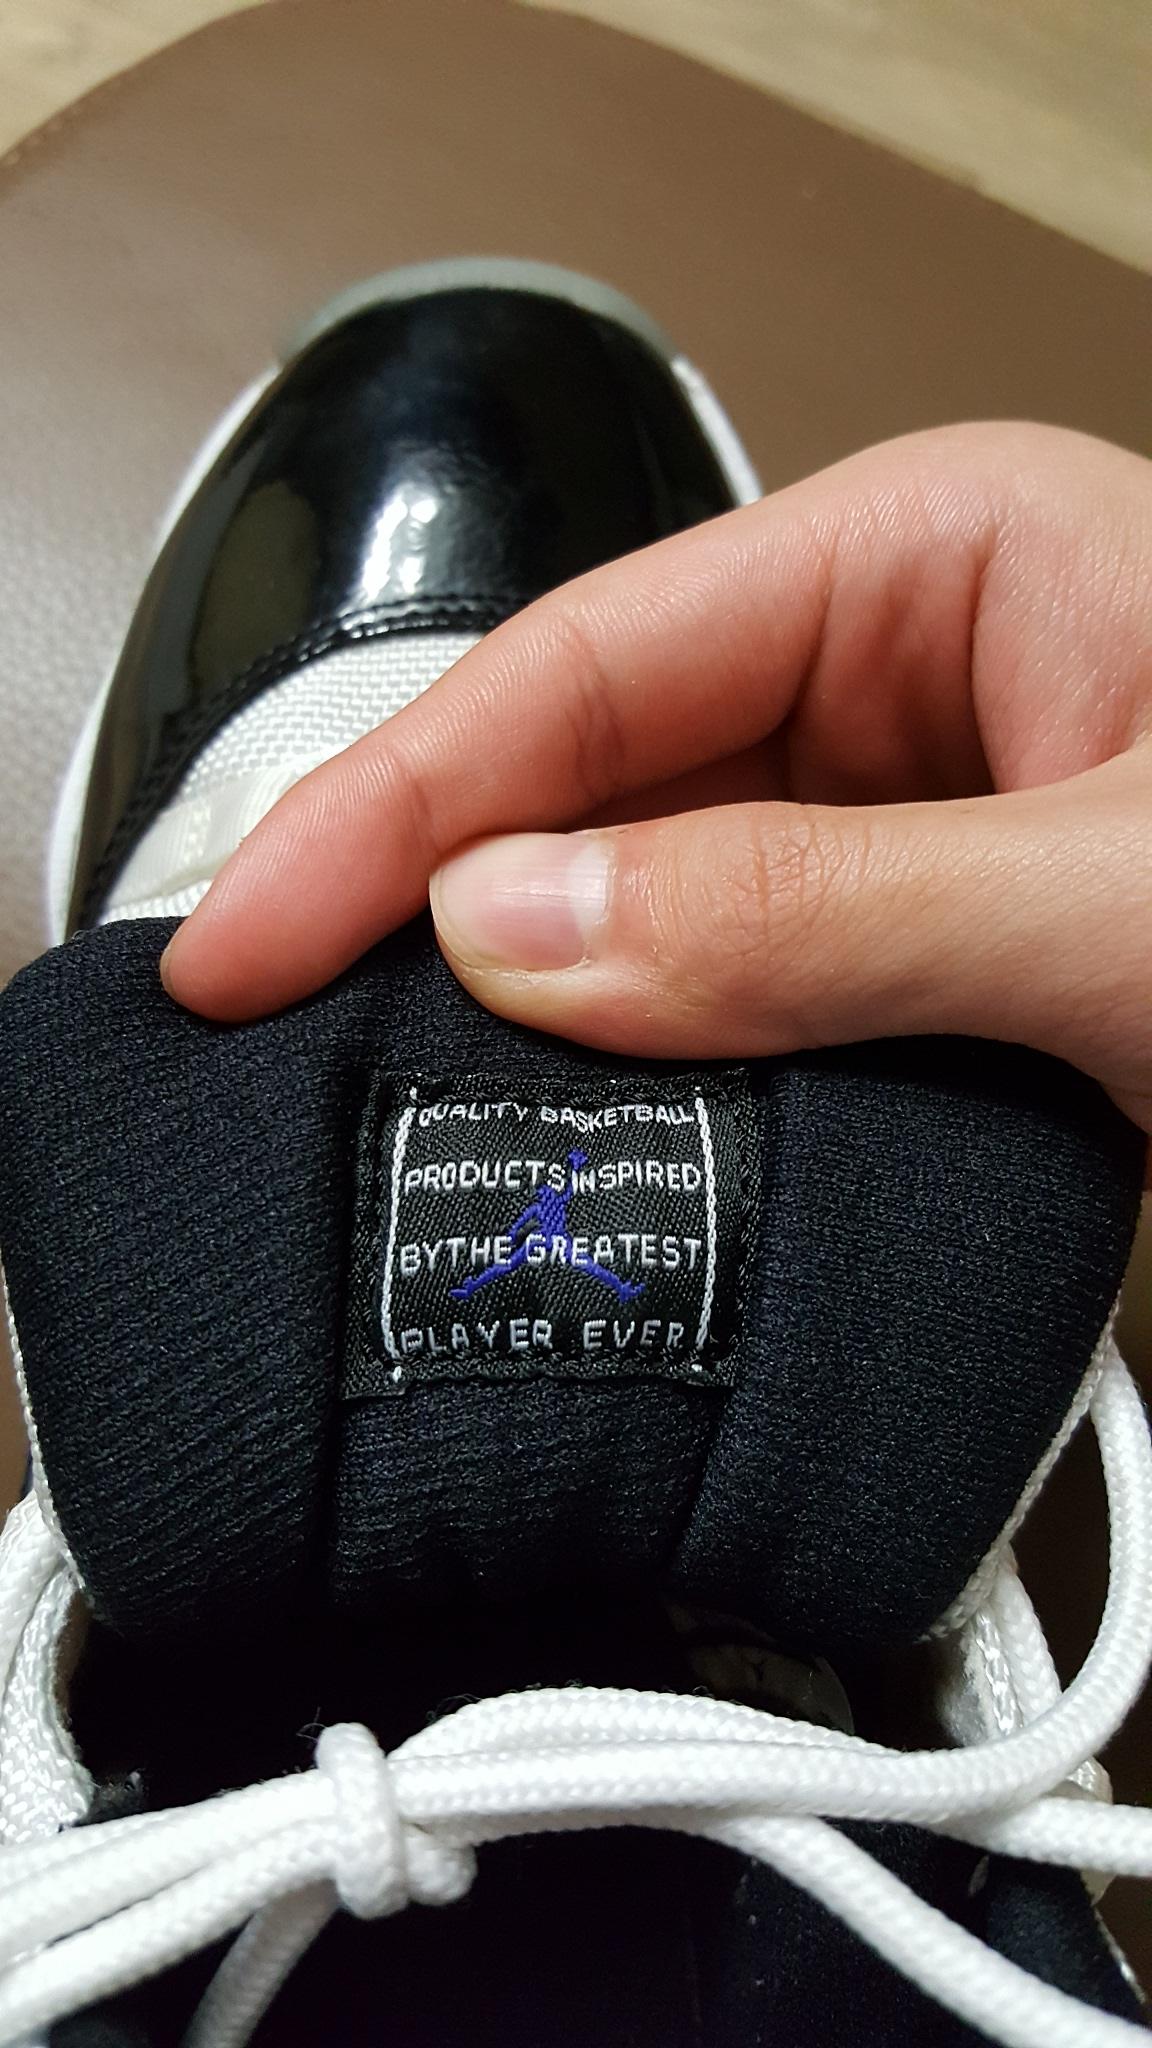 QUALITY BASKETBALL
PRODUCTS INSPIRED
BY THE GREATEST
PLAYER EVER